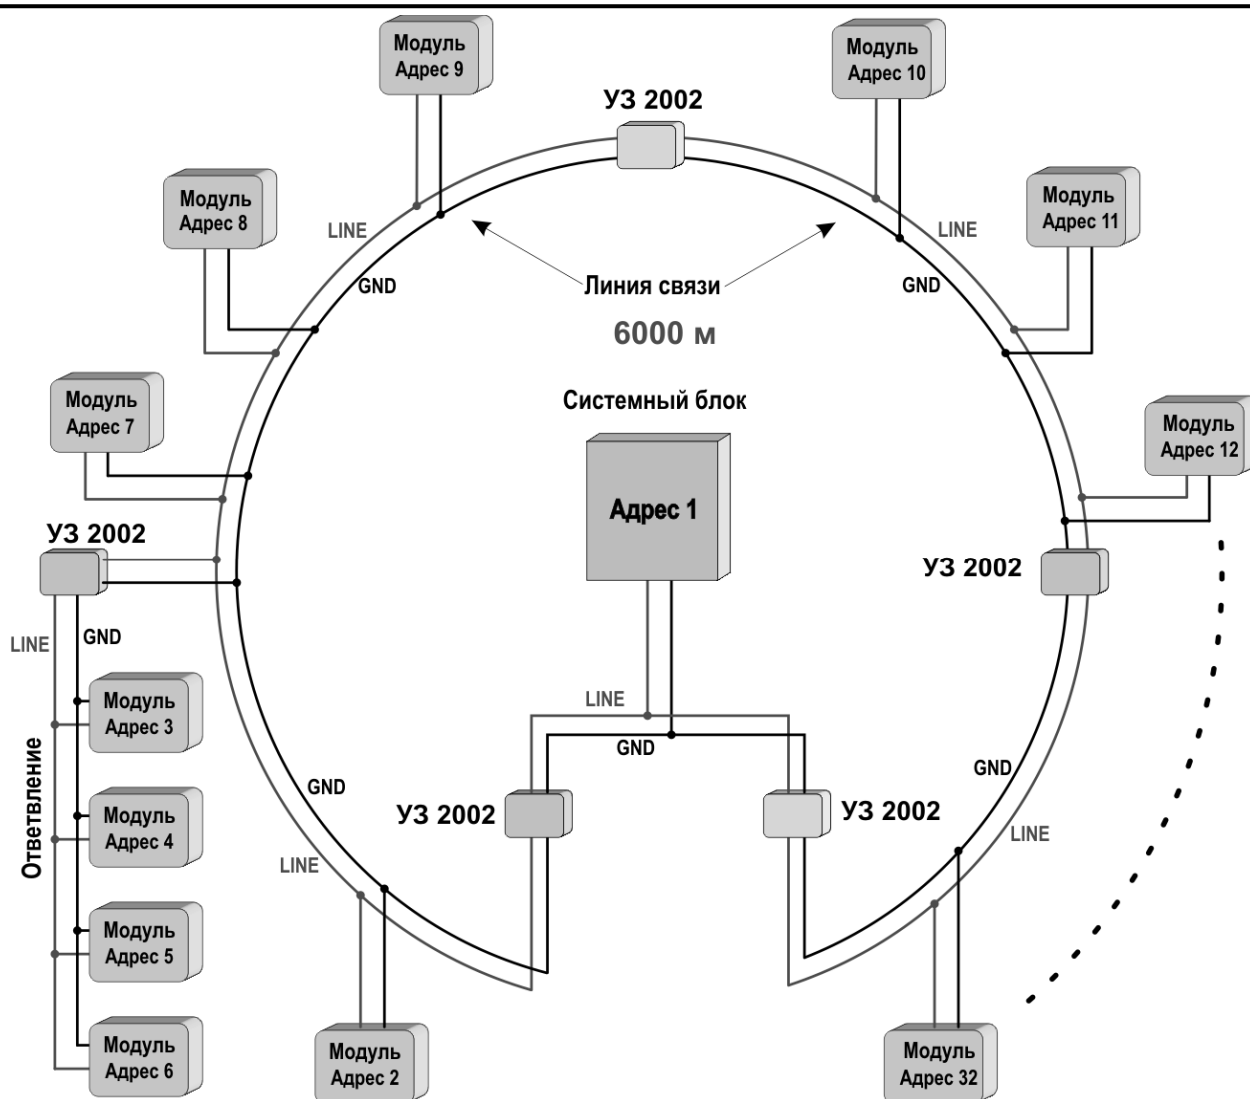 Модуль
Адрес 9
Модуль
Адрес 10
УЗ 2002
Модуль
Адрес 8
Модуль
Адрес 11
LINE
LINE
GND
GND
Линия связи
6000 м
Системный блок
Модуль
Адрес 7
Модуль
Адрес 12
Адрес 1
УЗ 2002
УЗ 2002
LINE
GND
Модуль
Адрес 3
LINE
GND
Ответвление
Модуль
Адрес 4
GND
GND
УЗ 2002
УЗ 2002
LINE
LINE
Модуль
Адрес 5
Модуль
Адрес 6
Модуль
Адрес 2
Модуль
Адрес 32